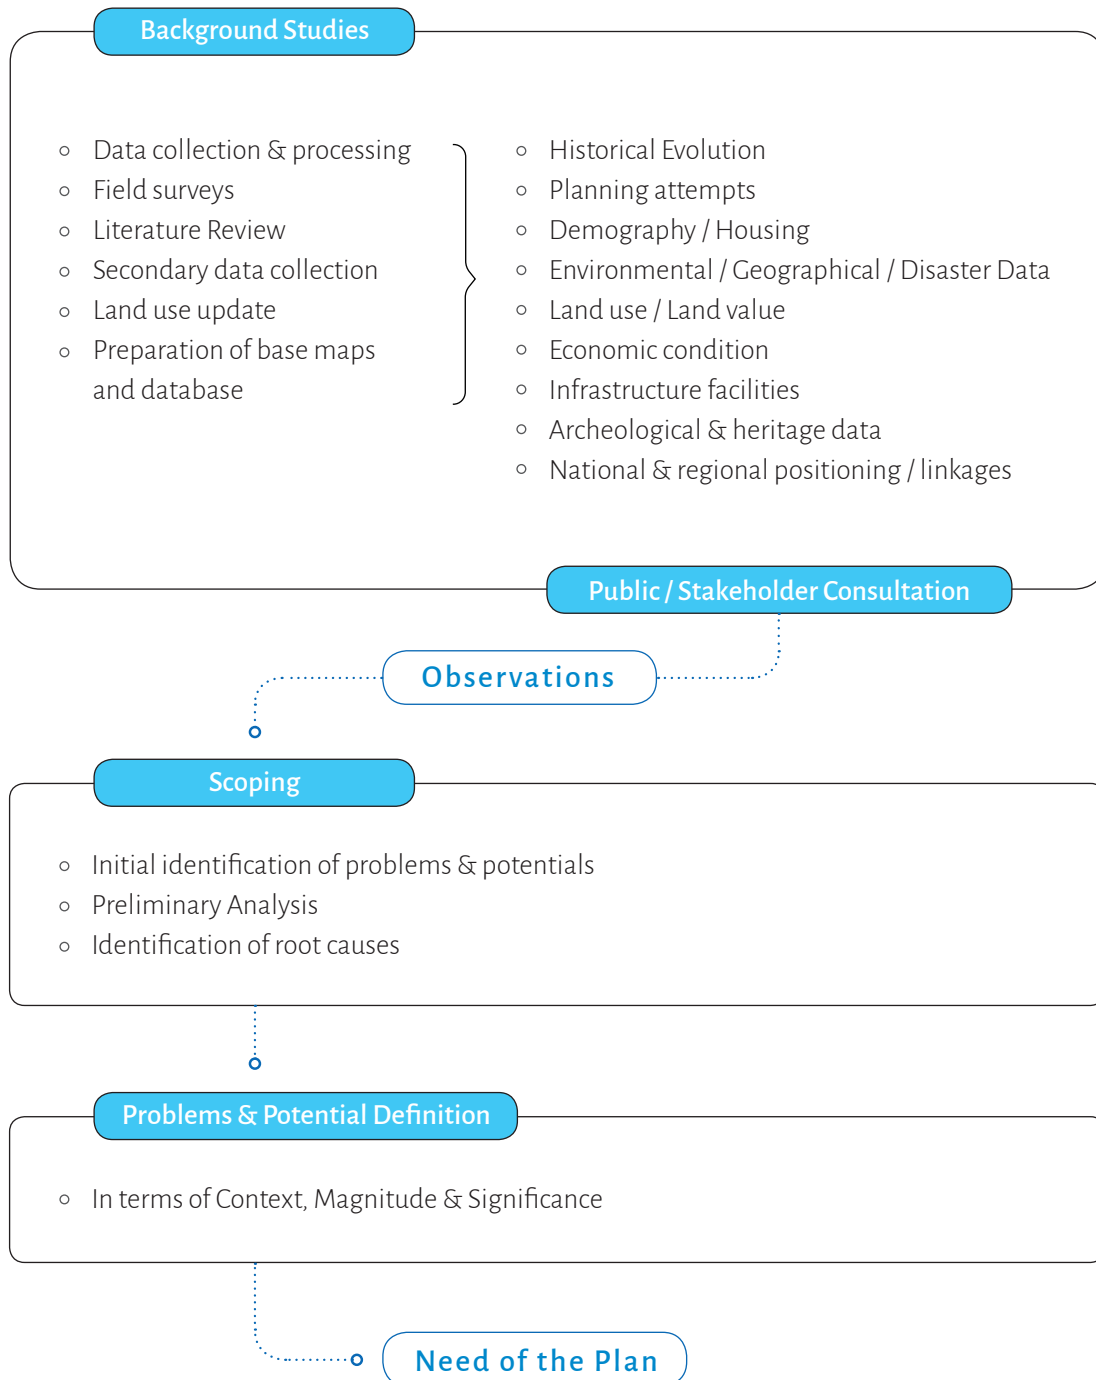 Background Studies
Data collection & processing
Field surveys
Literature Review
Secondary data collection
Land use update
Preparation of base maps
and database
Historical Evolution
Planning attempts
Demography / Housing
Environmental / Geographical / Disaster Data
Land use / Land value
Economic condition
Infrastructure facilities
Archeological & heritage data
National & regional positioning / linkages
Public / Stakeholder Consultation
Observations
Scoping
Initial identification of problems & potentials
Preliminary Analysis
Identification of root causes
Problems & Potential Definition
In terms of Context, Magnitude & Significance
Need of the Plan